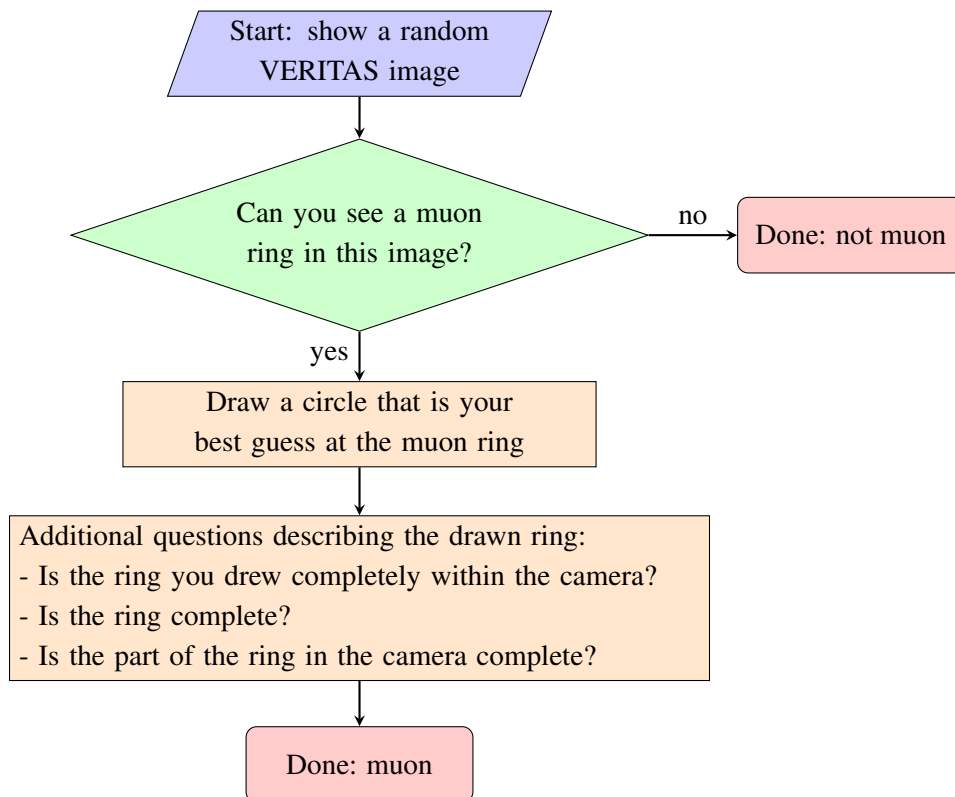 Start: show a random
VERITAS image
Can you see a muon
ring in this image?
no
Done: not muon
yes
Draw a circle that is your
best guess at the muon ring
Additional questions describing the drawn ring:
- Is the ring you drew completely within the camera?
- Is the ring complete?
- Is the part of the ring in the camera complete?
Done: muon